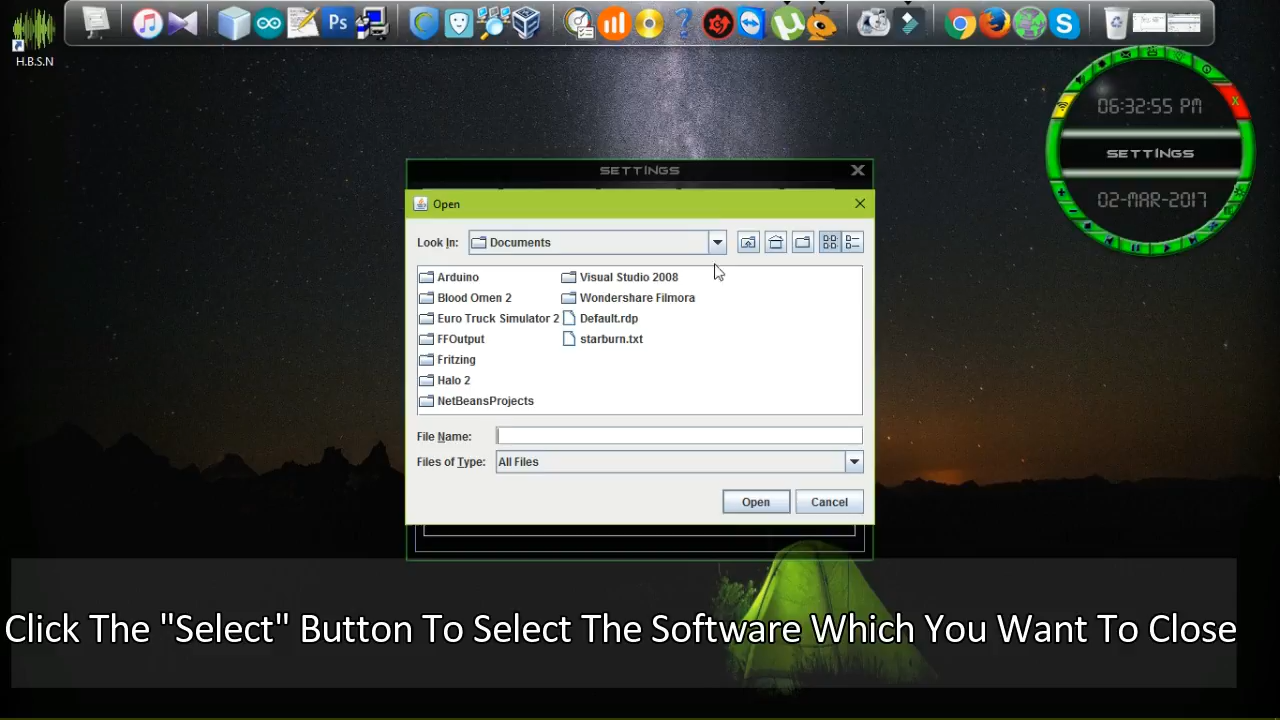 Ps
S
H.B.S.N
06:32:55 PM
SETTINGS
02-MAR-2017
SETTINGS X
Open
Look In: Documents
Arduino
Blood Omen 2
Euro Truck Simulator 2
FFOutput
Fritzing
Halo 2
NetBeansProjects
Visual Studio 2008
Wondershare Filmora
Default.rdp
starburn.txt
File Name:
Files of Type: All Files
Open Cancel
Click The "Select" Button To Select The Software Which You Want To Close